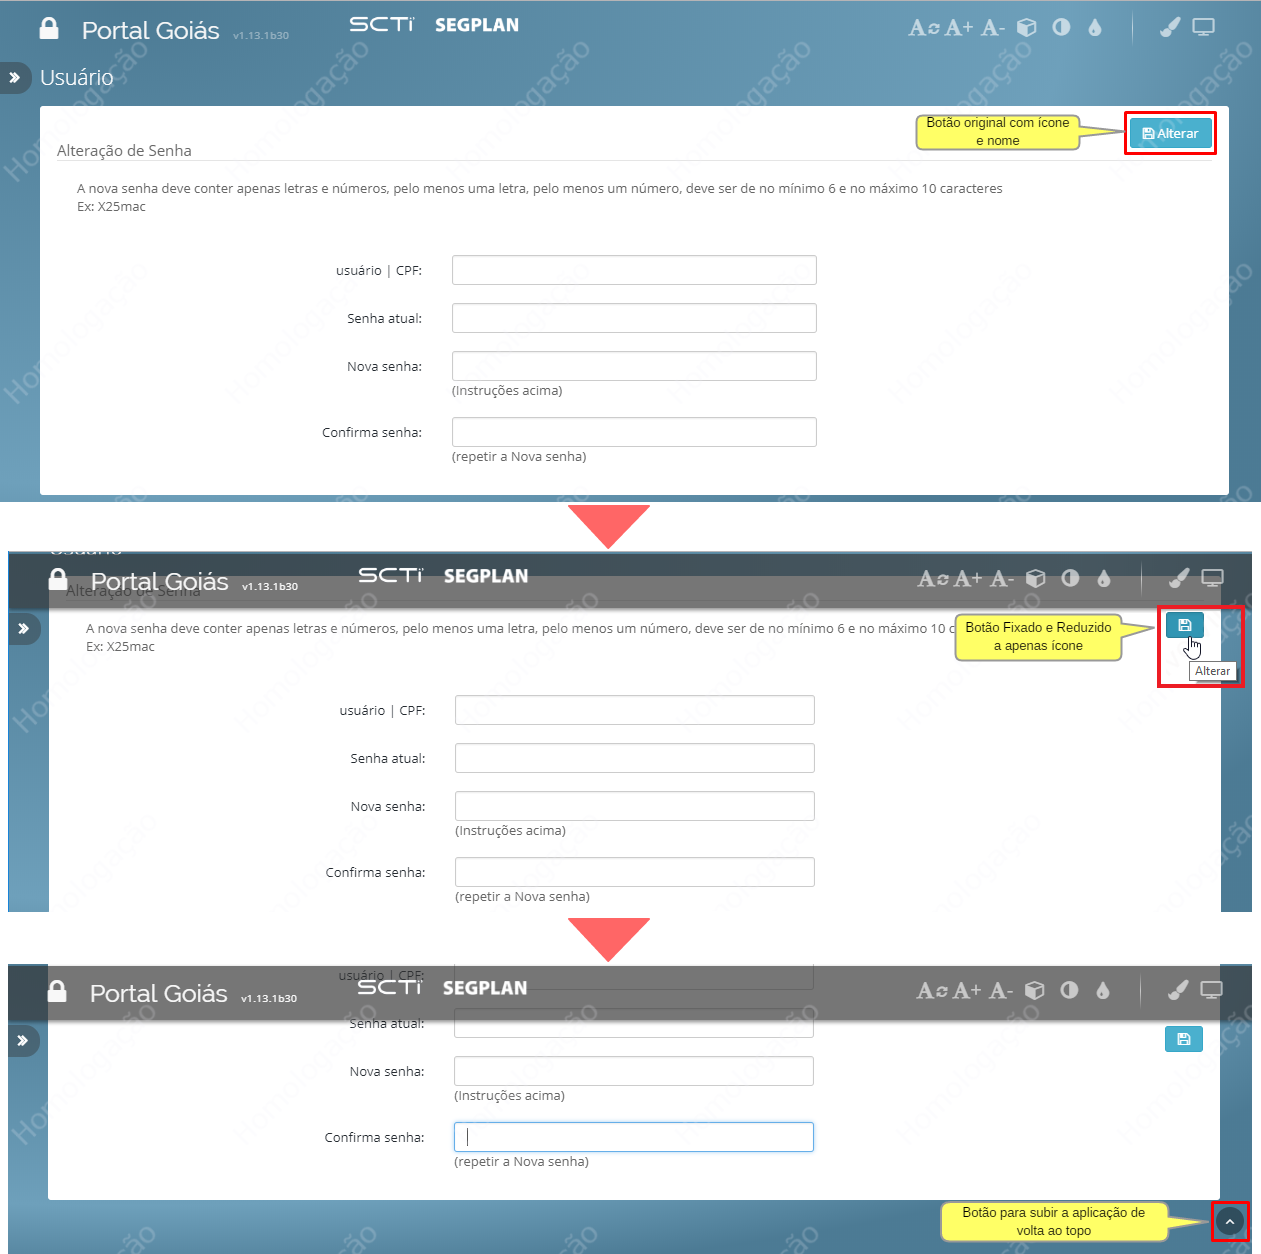 Portal Goiás v1.13.1b30 SCTi SEGPLAN A A+ A-
Usuário
Botão original com ícone
e nome
Alterar
Alteração de Senha
A nova senha deve conter apenas letras e números, pelo menos uma letra, pelo menos um número, deve ser de no mínimo 6 e no máximo 10 caracteres
Ex: X25mac
usuário | CPF:
Senha atual:
Nova senha:
(Instruções acima)
Confirma senha:
(repetir a Nova senha)
Homologação
Usuário
Portal Goiás v1.13.1b30 SCTi SEGPLAN A A+ A-
Alteração de Senha
A nova senha deve conter apenas letras e números, pelo menos uma letra, pelo menos um número, deve ser de no mínimo 6 e no máximo 10 c
Ex: X25mac
Botão Fixado e Reduzido
a apenas ícone
Alterar
usuário | CPF:
Senha atual:
Nova senha:
(Instruções acima)
Confirma senha:
(repetir a Nova senha)
Homologação
usuário | CPF:
Portal Goiás v1.13.1b30 SCTi SEGPLAN A A+ A-
Senha atual:
Nova senha:
(Instruções acima)
Confirma senha:
(repetir a Nova senha)
Homologação
Botão para subir a aplicação de
volta ao topo